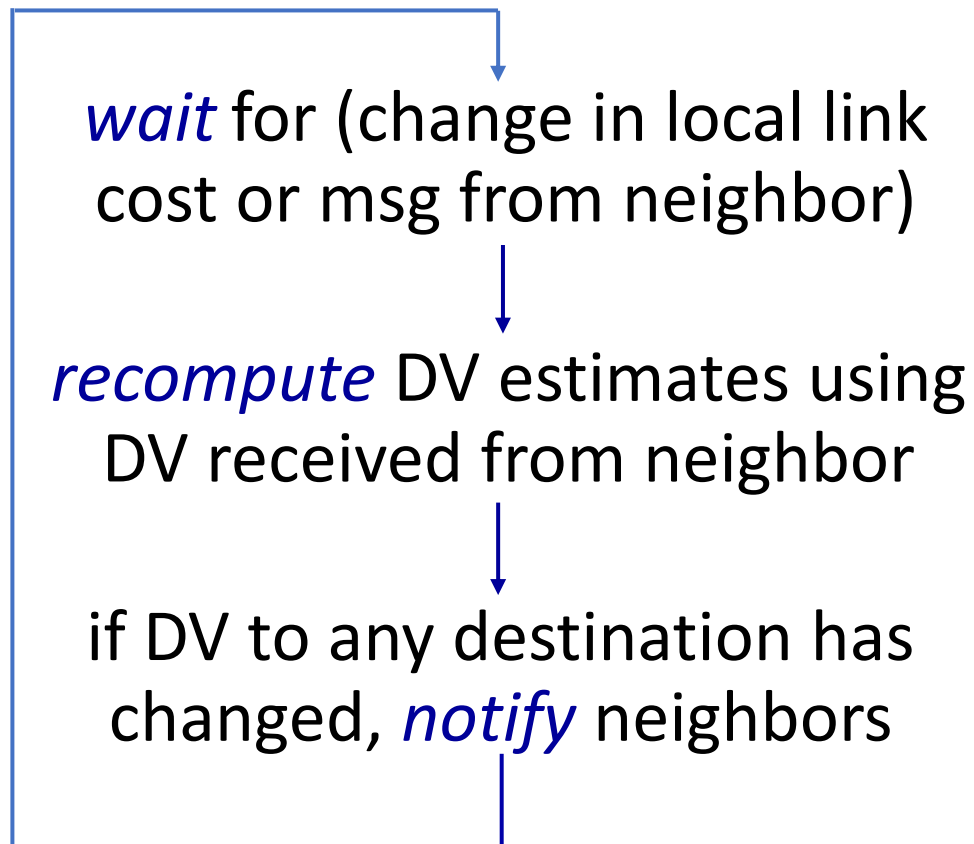 wait for (change in local link
cost or msg from neighbor)
recompute DV estimates using
DV received from neighbor
if DV to any destination has
changed, notify neighbors